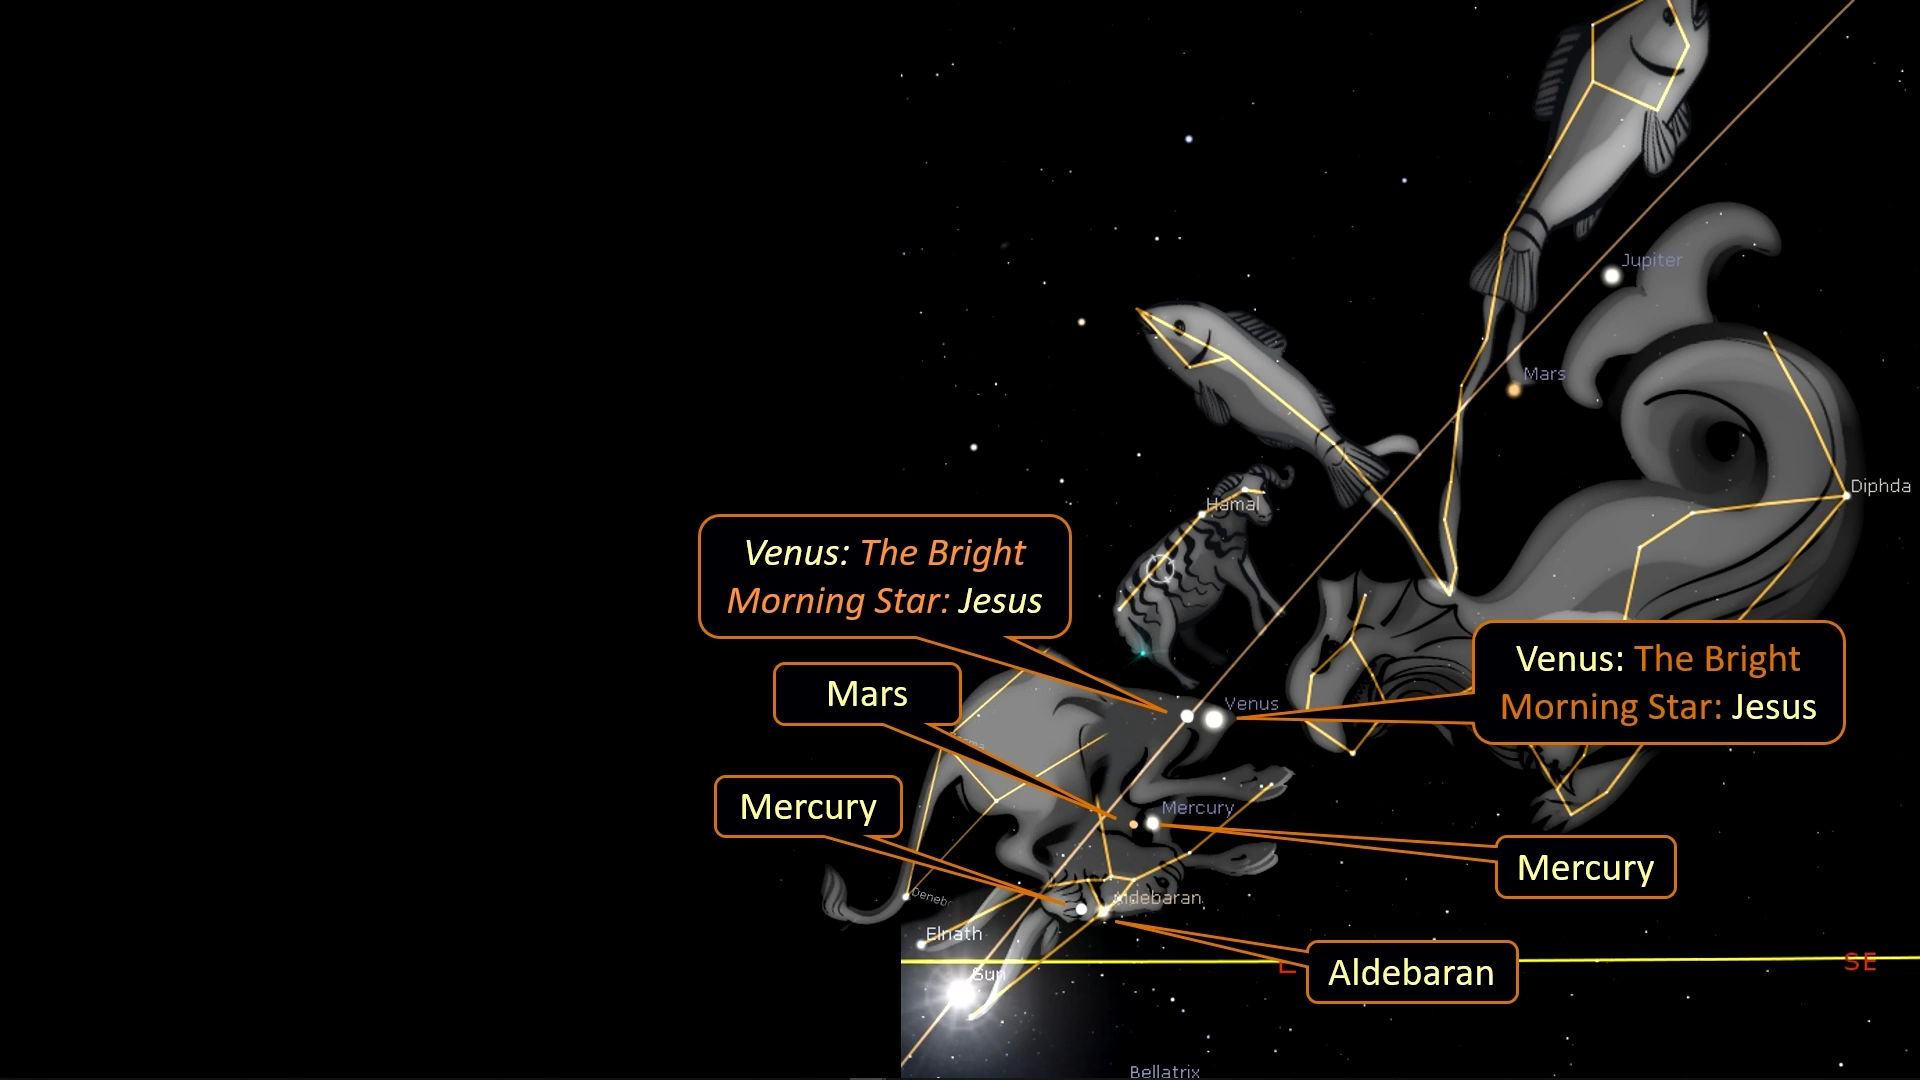 Jupiter
Mars
Diphda
Hamal
Venus: The Bright
Morning Star: Jesus
Venus: The Bright
Morning Star: Jesus
Mars
Venus
Mercury
Mercury
Mercury
Aldebaran
Elnath
SE
Aldebaran
Sun
Bellatrix